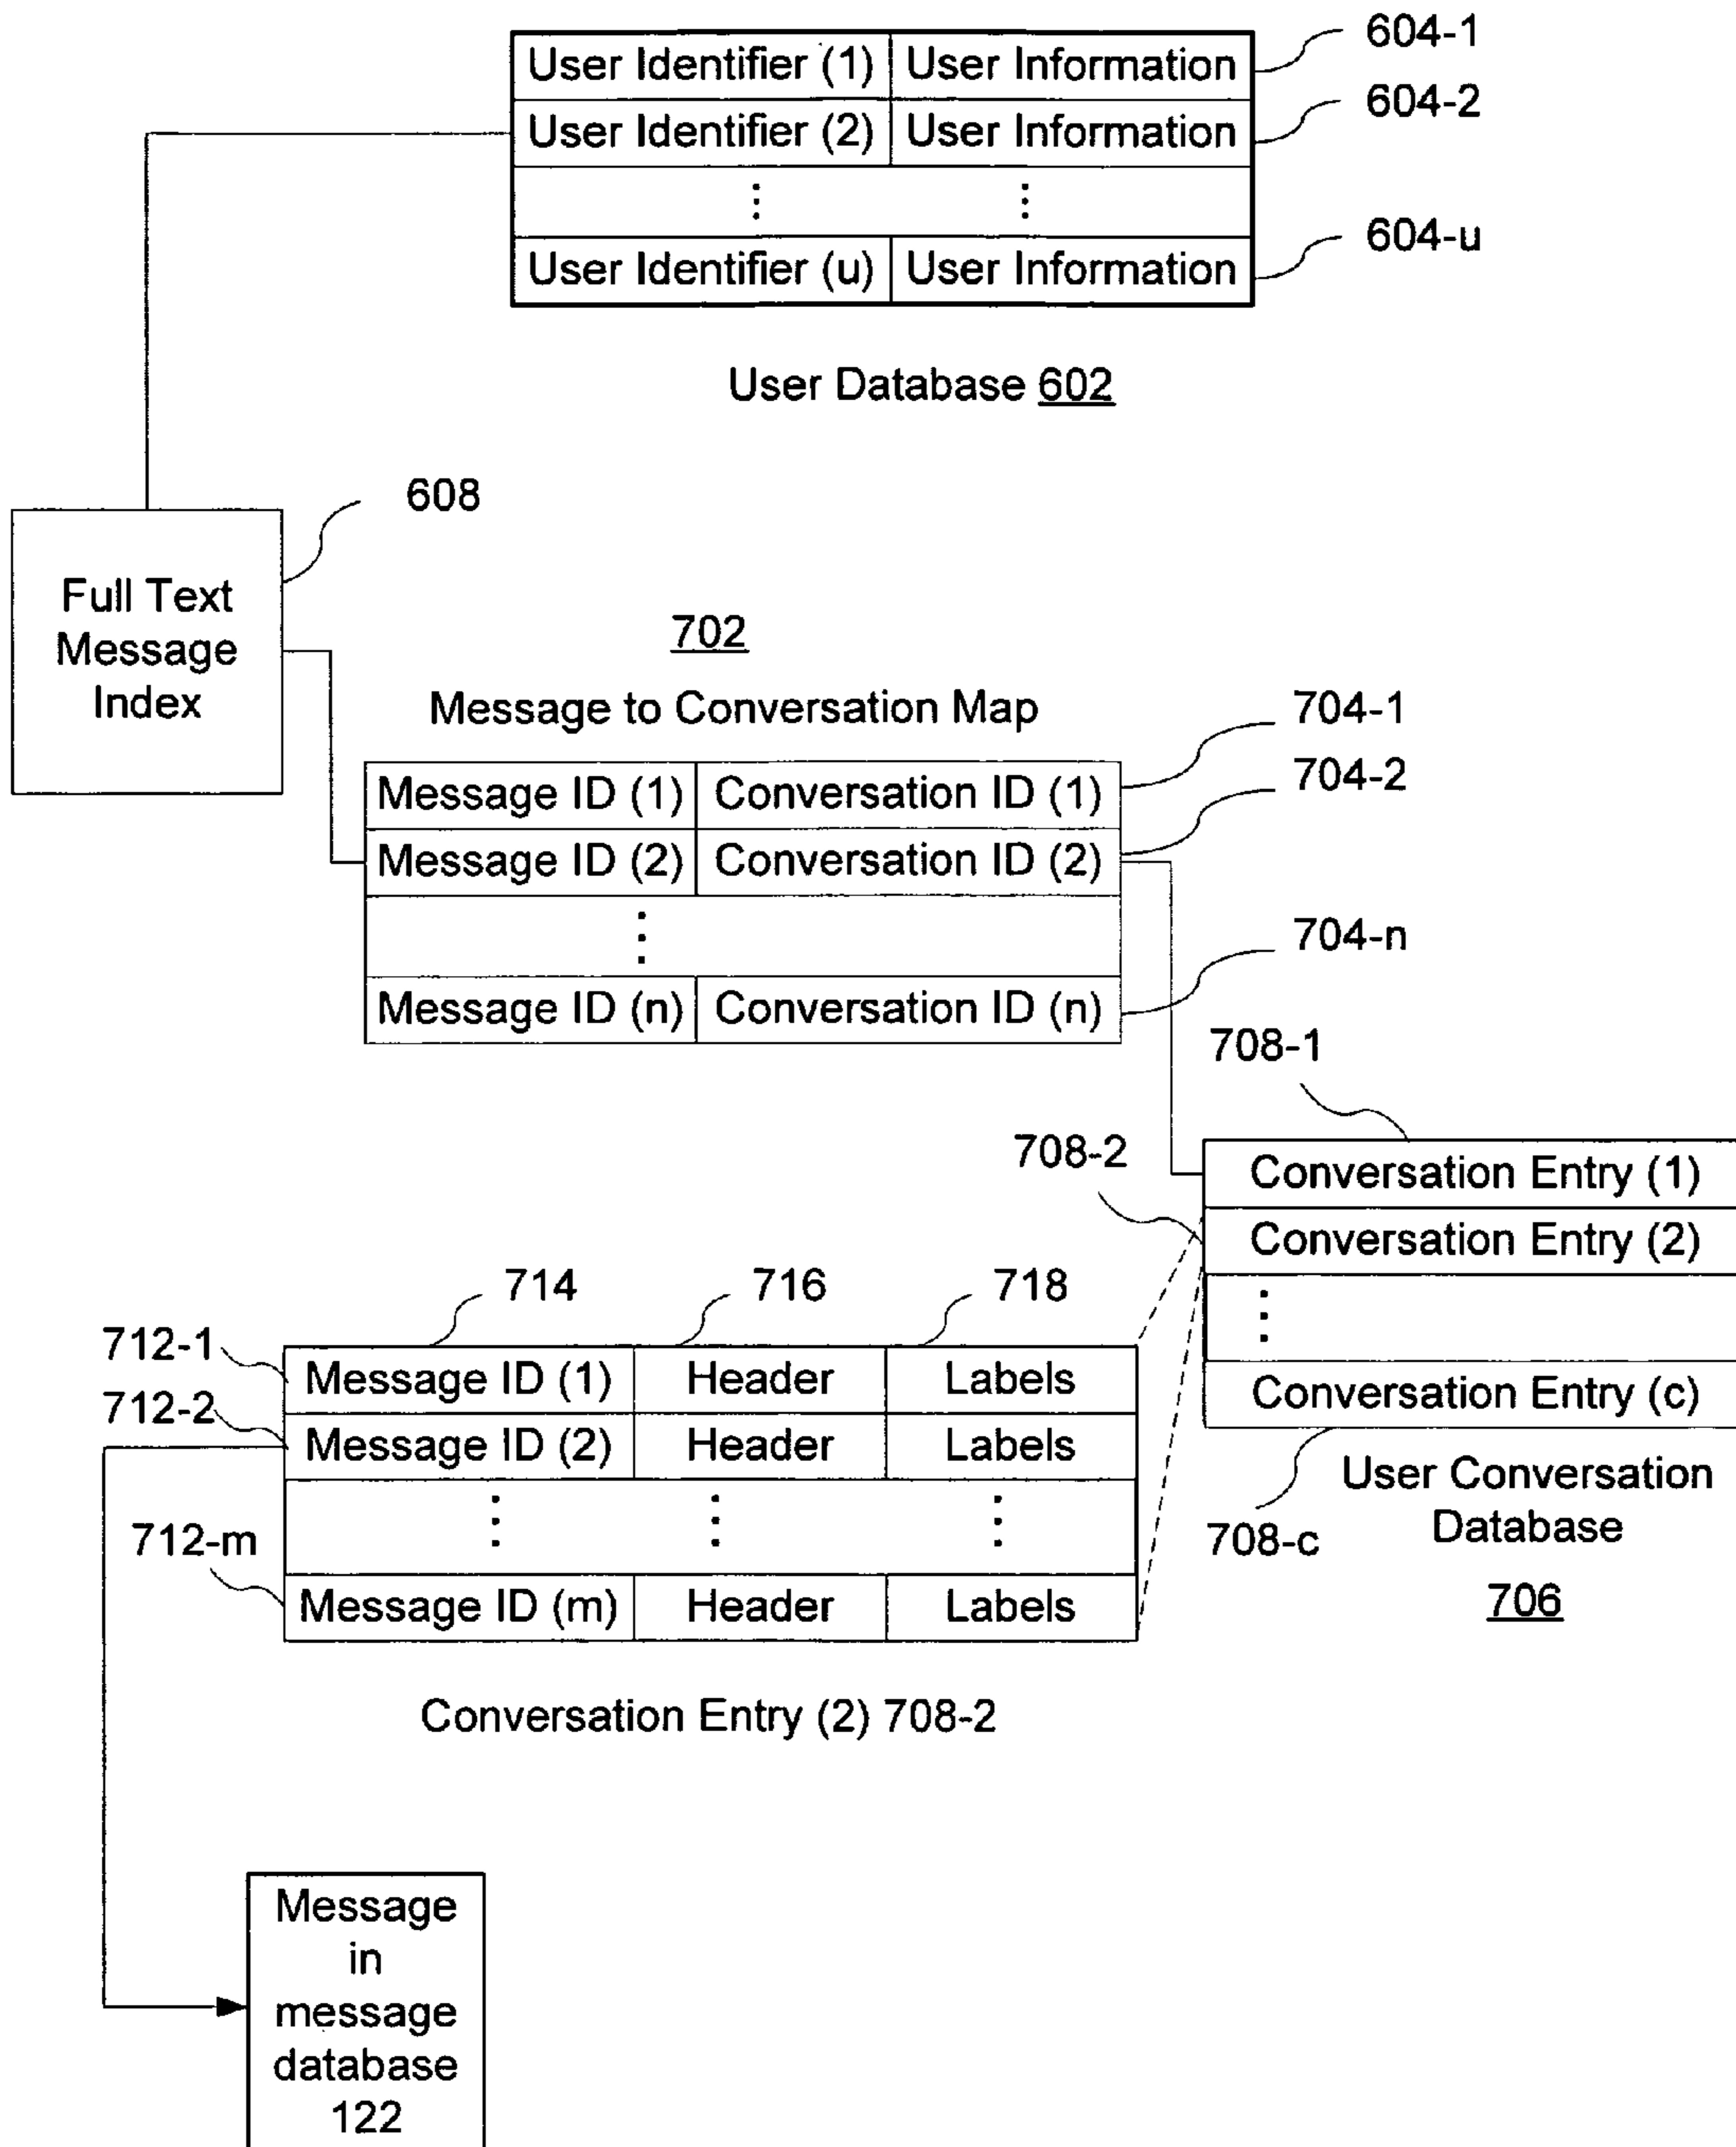 User Identifier (1) User Information 604-1
User Identifier (2) User Information 604-2
User Identifier (u) User Information 604-u
User Database 602
608
Full Text
Message
Index
702
Message to Conversation Map
704-1
Message ID (1) Conversation ID (1)
704-2
Message ID (2) Conversation ID (2)
704-n
Message ID (n) Conversation ID (n)
708-1
708-2
Conversation Entry (1)
Conversation Entry (2)
Conversation Entry (c)
708-c
User Conversation
Database
706
714 716 718
712-1 Message ID (1) Header Labels
712-2 Message ID (2) Header Labels
712-m Message ID (m) Header Labels
Conversation Entry (2) 708-2
Message
in
message
database
122